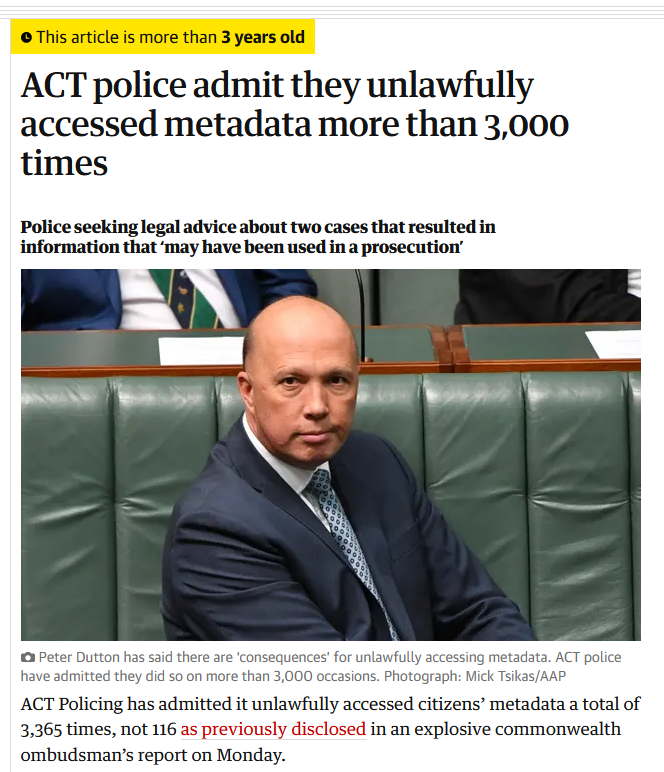 This article is more than 3 years old
ACT police admit they unlawfully
accessed metadata more than 3,000
times
Police seeking legal advice about two cases that resulted in
information that ‘may have been used in a prosecution’
Peter Dutton has said there are ‘consequences’ for unlawfully accessing metadata. ACT police
have admitted they did so on more than 3,000 occasions. Photograph: Mick Tsikas/AAP
ACT Policing has admitted it unlawfully accessed citizens’ metadata a total of
3,365 times, not 116 as previously disclosed in an explosive commonwealth
ombudsman’s report on Monday.